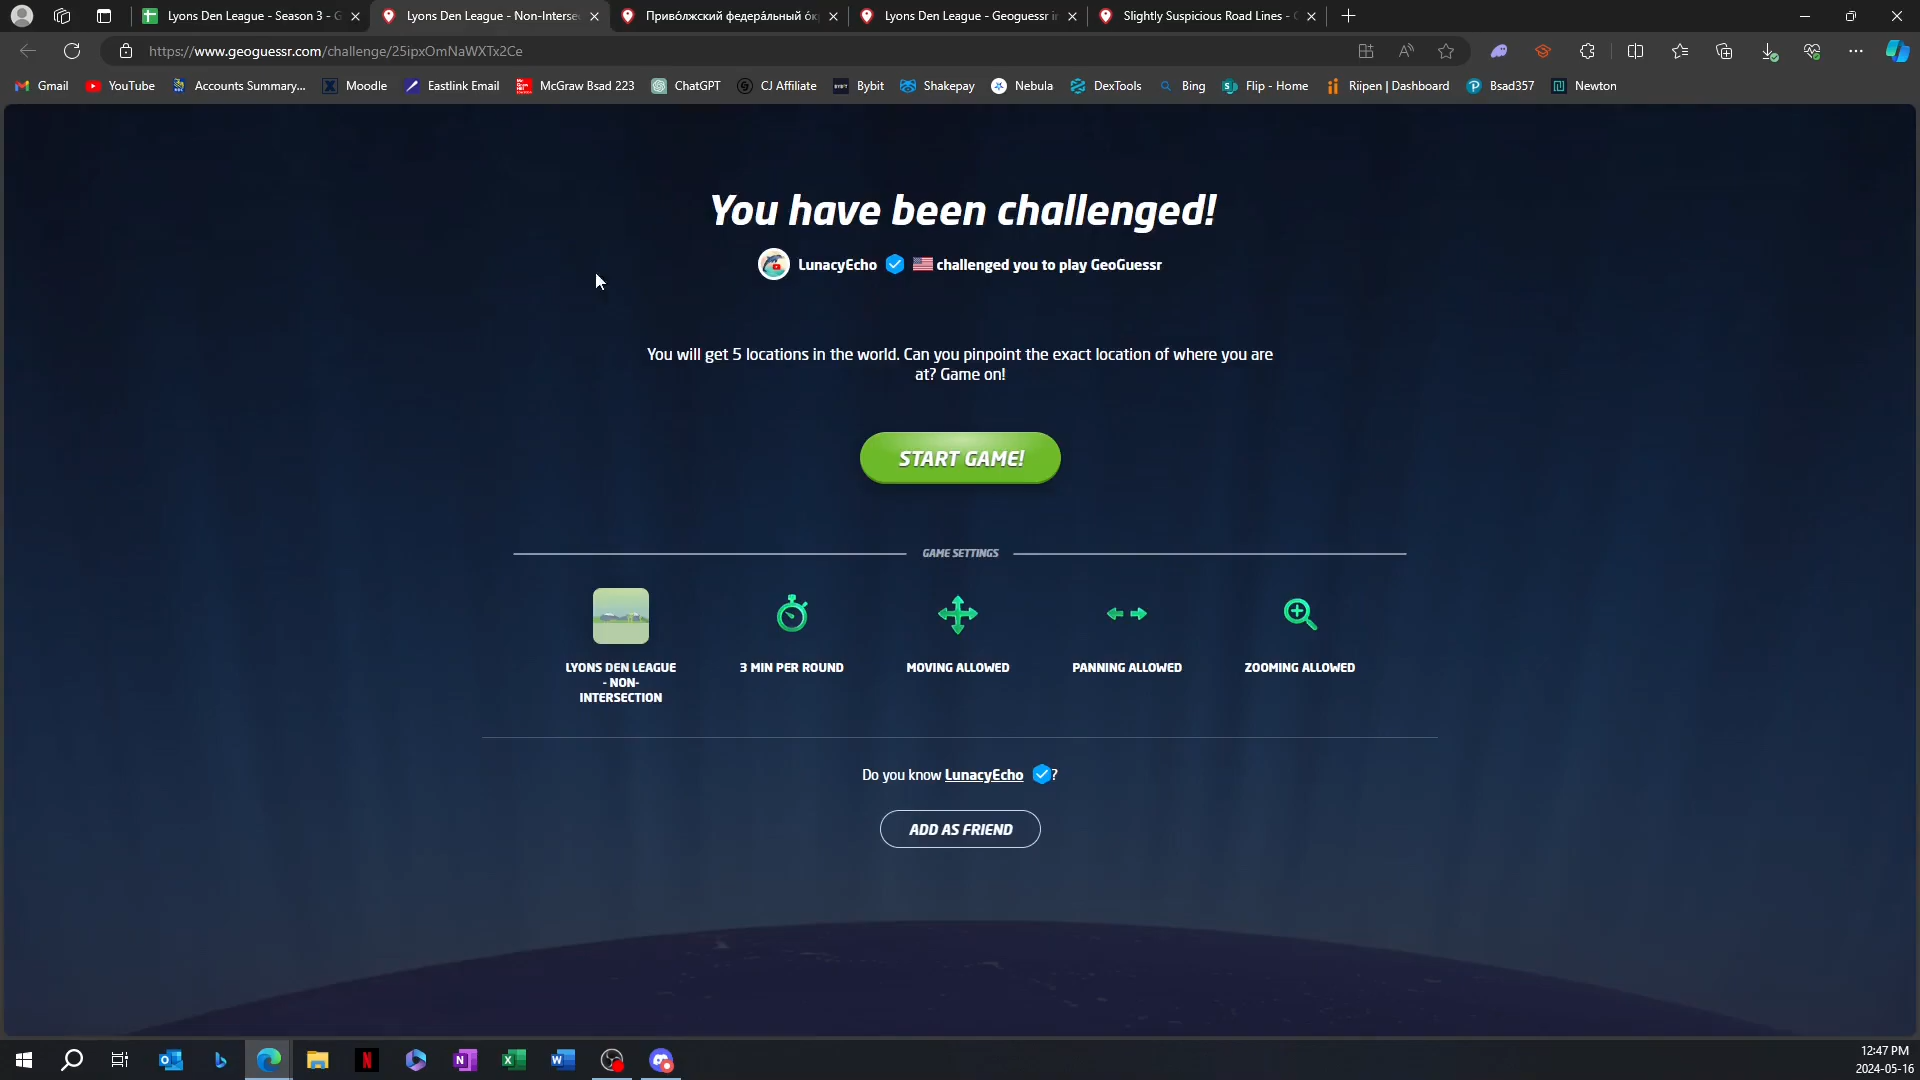 Lyons Den League - Season 3 - G
Lyons Den League - Non-Interse
Приво́лжский федера́льный о́к
Lyons Den League - Geoguessr i
Slightly Suspicious Road Lines -
https://www.geoguessr.com/challenge/25ipxOmNaWXTx2Ce
Gmail
YouTube
Accounts Summary...
Moodle
Eastlink Email
McGraw Bsad 223
ChatGPT
CJ Affiliate
Bybit
Shakepay
Nebula
DexTools
Bing
Flip - Home
Riipen | Dashboard
Bsad357
Newton
You have been challenged!
LunacyEcho challenged you to play GeoGuessr
You will get 5 locations in the world. Can you pinpoint the exact location of where you are
at? Game on!
START GAME!
GAME SETTINGS
LYONS DEN LEAGUE
- NON-
INTERSECTION
3 MIN PER ROUND
MOVING ALLOWED
PANNING ALLOWED
ZOOMING ALLOWED
Do you know LunacyEcho ?
ADD AS FRIEND
12:47 PM
2024-05-16